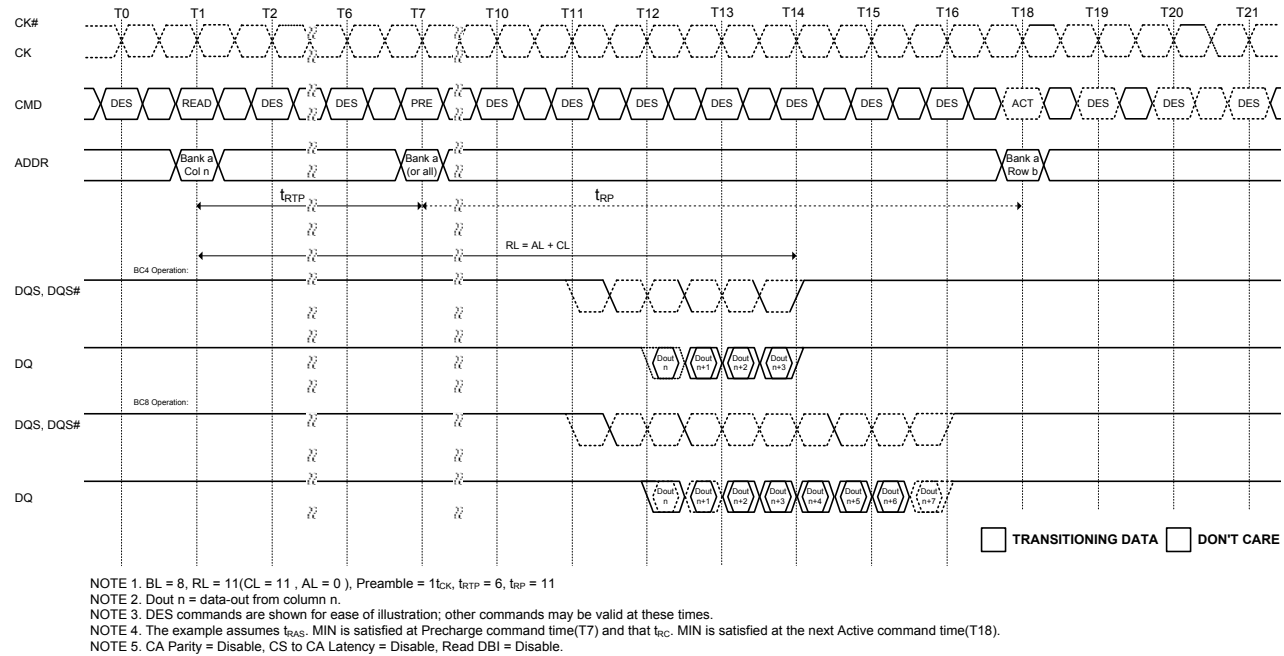 T0 T1 T2 T6 T7 T10 T11 T12 T13 T14 T15 T16 T18 T19 T20 T21
CK#
CK
CMD DES READ DES DES PRE DES DES DES DES DES DES DES ACT DES DES DES
ADDR Bank a Bank a Bank a
Col n (or all) Row b
tRTP tRP
RL = AL + CL
BC4 Operation:
DQS, DQS#
DQ Dout Dout Dout Dout
n n+1 n+2 n+3
BC8 Operation:
DQS, DQS#
DQ Dout Dout Dout Dout Dout Dout Dout Dout
n n+1 n+2 n+3 n+4 n+5 n+6 n+7
TRANSITIONING DATA DON'T CARE
NOTE 1. BL = 8, RL = 11(CL = 11 , AL = 0 ), Preamble = 1tCK, tRTP = 6, tRP = 11
NOTE 2. Dout n = data-out from column n.
NOTE 3. DES commands are shown for ease of illustration; other commands may be valid at these times.
NOTE 4. The example assumes tRAS. MIN is satisfied at Precharge command time(T7) and that tRC. MIN is satisfied at the next Active command time(T18).
NOTE 5. CA Parity = Disable, CS to CA Latency = Disable, Read DBI = Disable.